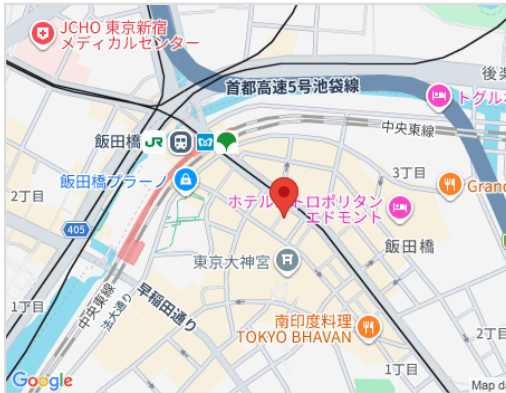 JCHO 東京新宿
メディカルセンター
首都高速5号池袋線
後楽
トグル
飯田橋
JR
中央東線
飯田橋プラーノ
3丁目
2丁目
ホテルメトロポリタン
エドモント
Grand
405
飯田橋
東京大神宮
中央東線
法大通り
早稲田通り
1丁目
南印度料理
TOKYO BHAVAN
2丁目
1丁目
Google
Map da